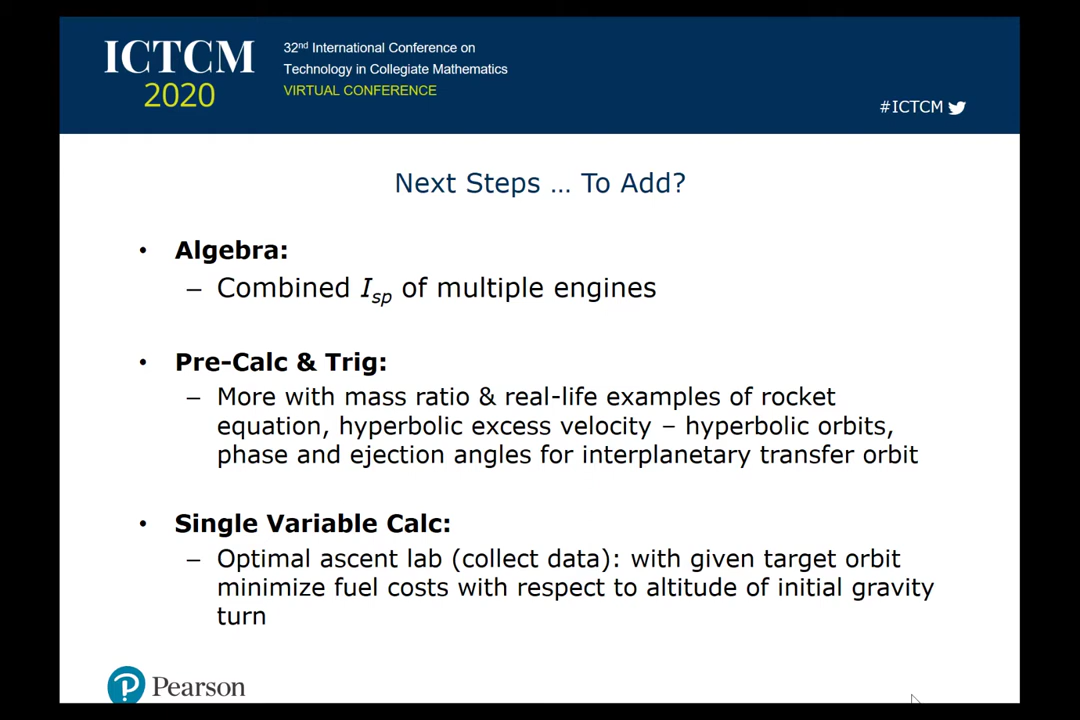 ICTCM
2020
32nd International Conference on
Technology in Collegiate Mathematics
VIRTUAL CONFERENCE
#ICTCM
Next Steps … To Add?
• Algebra:
– Combined Isp of multiple engines
• Pre-Calc & Trig:
– More with mass ratio & real-life examples of rocket
equation, hyperbolic excess velocity – hyperbolic orbits,
phase and ejection angles for interplanetary transfer orbit
• Single Variable Calc:
– Optimal ascent lab (collect data): with given target orbit
minimize fuel costs with respect to altitude of initial gravity
turn
P Pearson